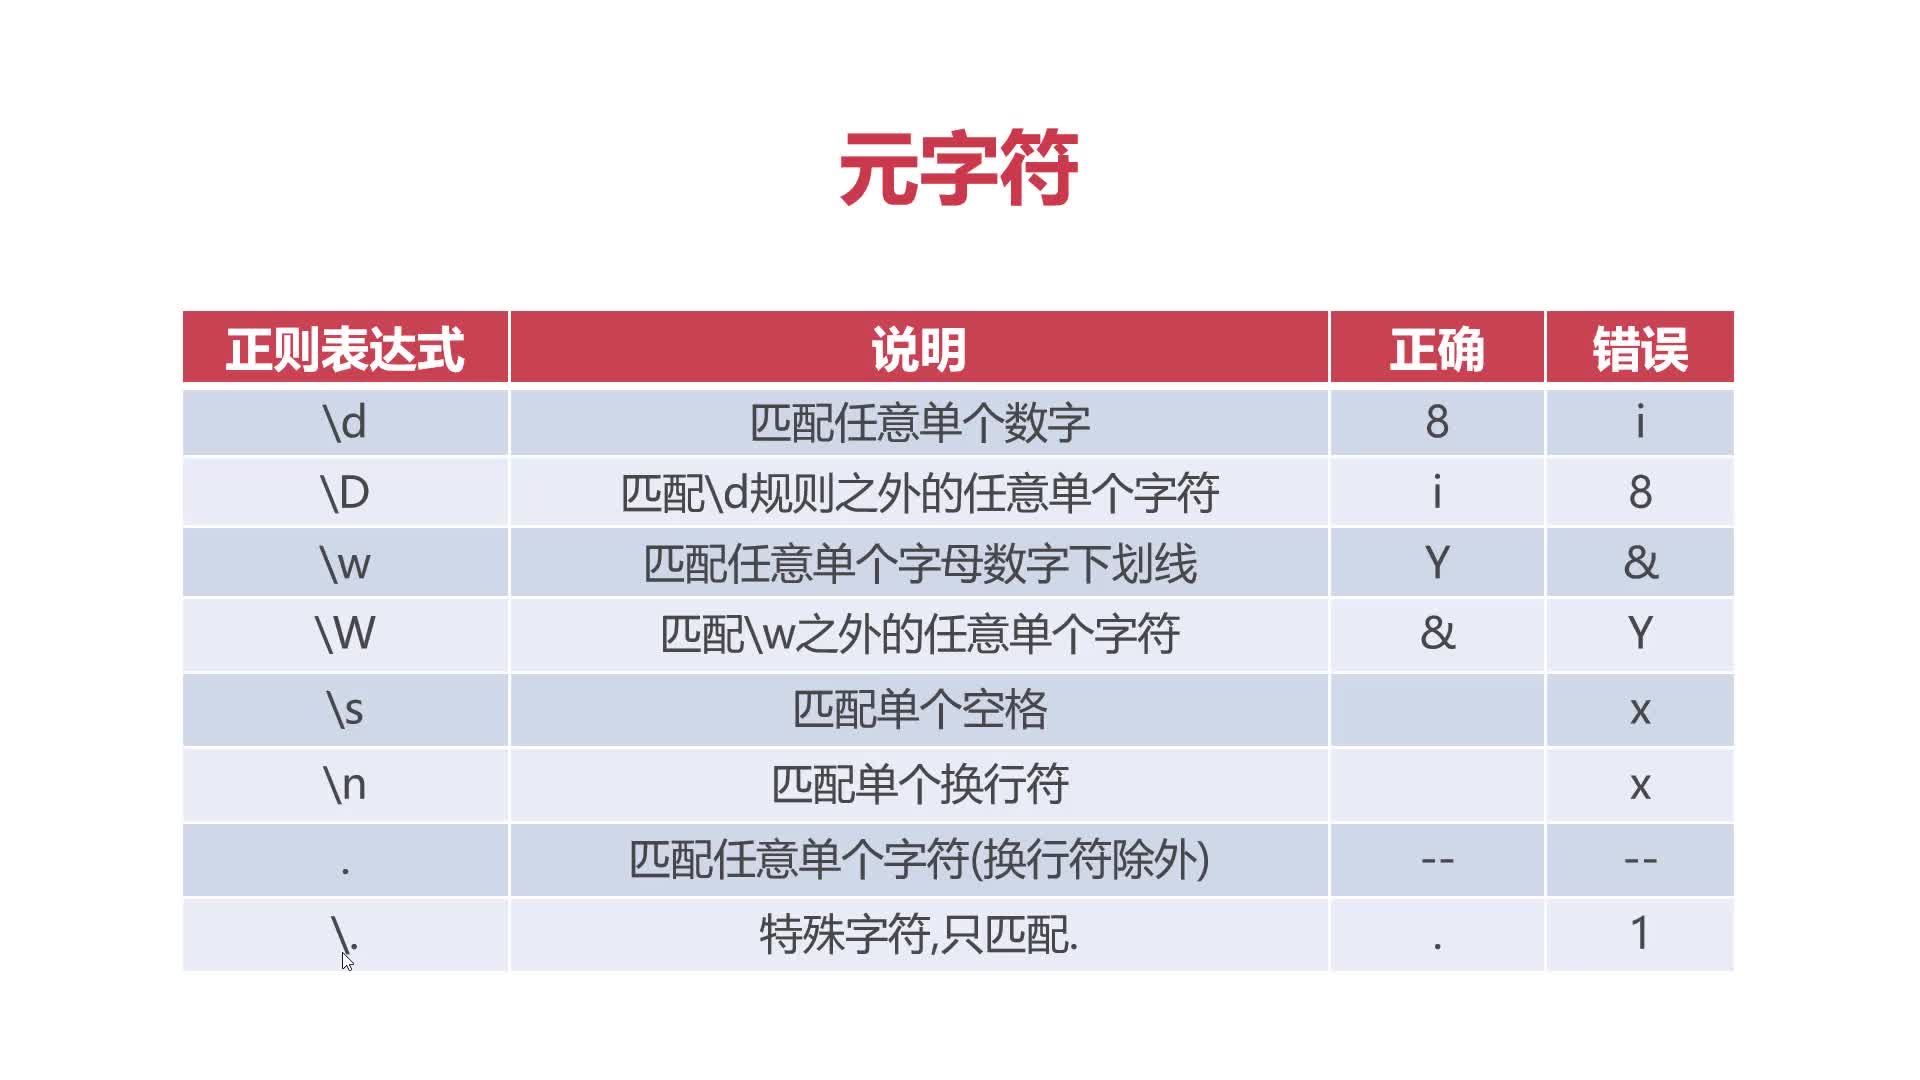 元字符
正则表达式 说明 正确 错误
\d 匹配任意单个数字 8 i
\D 匹配\d规则之外的任意单个字符 i 8
\w 匹配任意单个字母数字下划线 Y &
\W 匹配\w之外的任意单个字符 & Y
\s 匹配单个空格 x
\n 匹配单个换行符 x
. 匹配任意单个字符(换行符除外) -- --
\. 特殊字符,只匹配. . 1